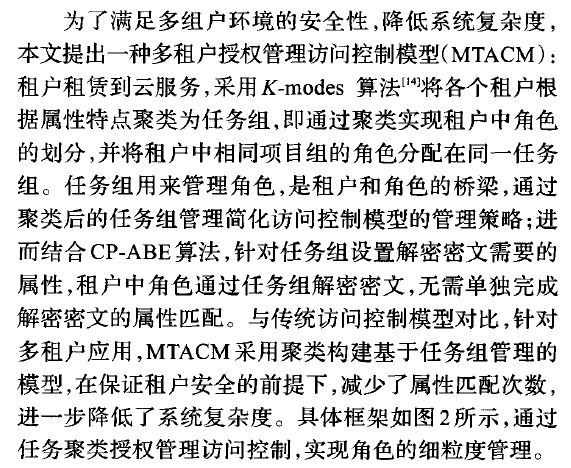 为了满足多组户环境的安全性,降低系统复杂度,
本文提出一种多租户授权管理访问控制模型(MTACM):
租户租赁到云服务,采用K-modes 算法[14]将各个租户根
据属性特点聚类为任务组,即通过聚类实现租户中角色
的划分,并将租户中相同项目组的角色分配在同一任务
组。任务组用来管理角色,是租户和角色的桥梁,通过
聚类后的任务组管理简化访问控制模型的管理策略;进
而结合CP-ABE算法,针对任务组设置解密密文需要的
属性,租户中角色通过任务组解密密文,无需单独完成
解密密文的属性匹配。与传统访问控制模型对比,针对
多租户应用,MTACM采用聚类构建基于任务组管理的
模型,在保证租户安全的前提下,减少了属性匹配次数,
进一步降低了系统复杂度。具体框架如图2所示,通过
任务聚类授权管理访问控制,实现角色的细粒度管理。